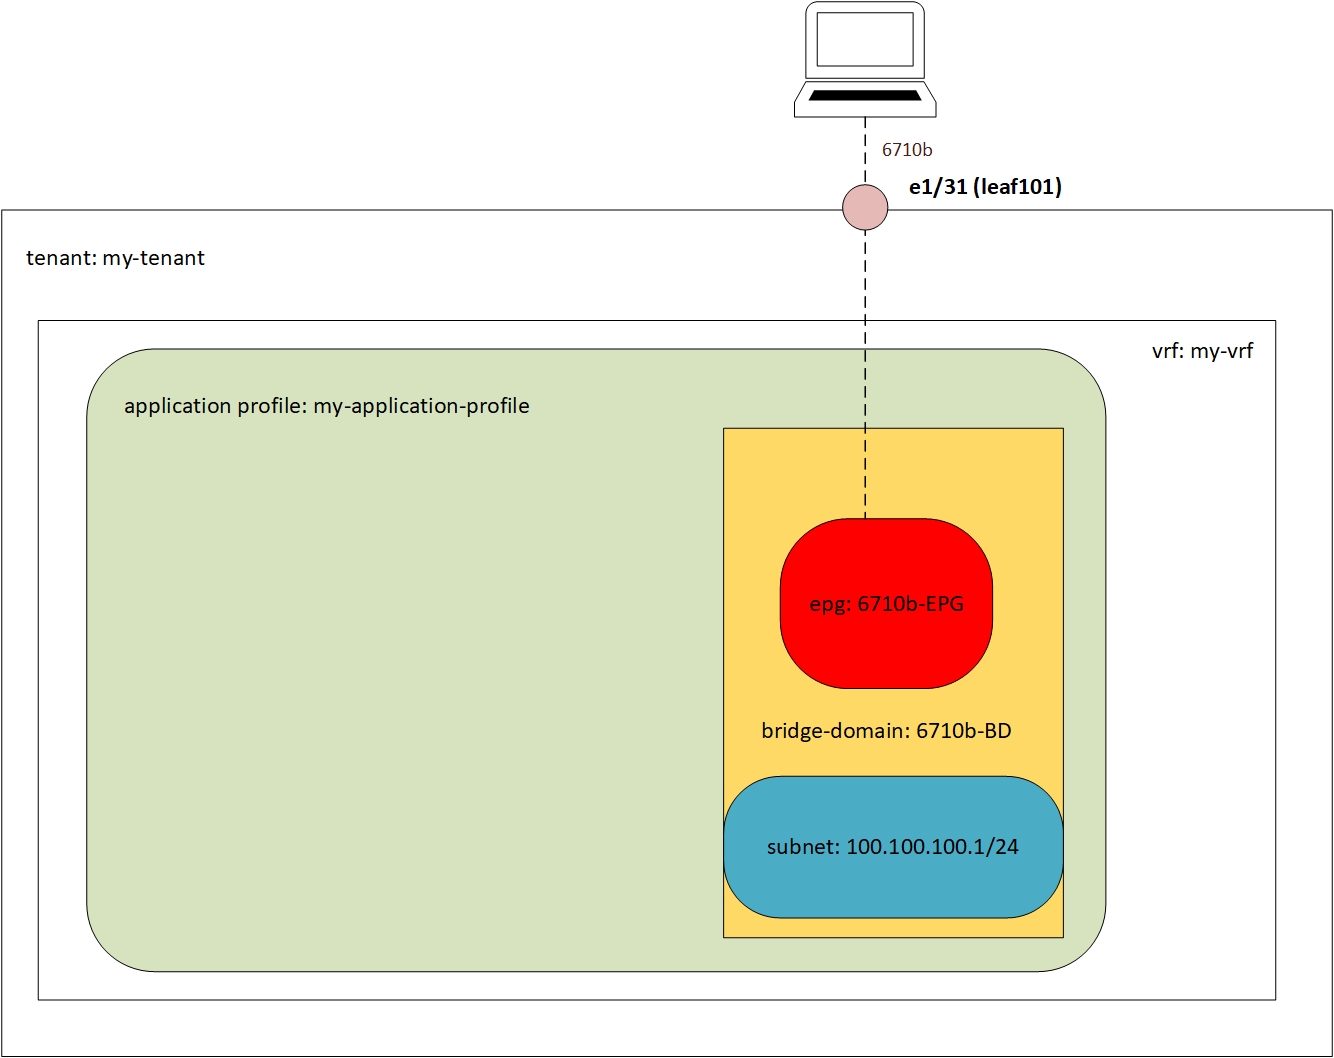 6710b
e1/31 (leaf101)
tenant: my-tenant
vrf: my-vrf
application profile: my-application-profile
epg: 6710b-EPG
bridge-domain: 6710b-BD
subnet: 100.100.100.1/24